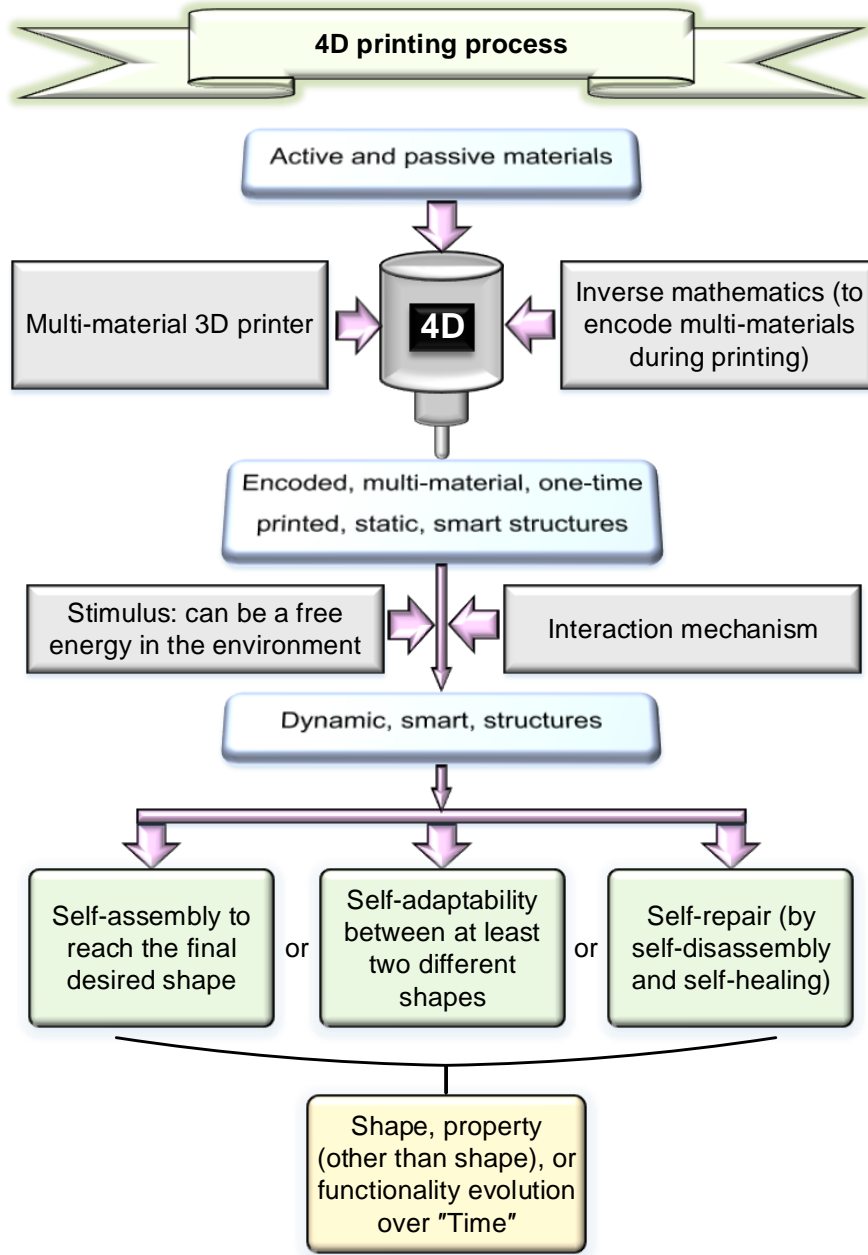 4D printing process
Active and passive materials
Multi-material 3D printer
4D
Inverse mathematics (to
encode multi-materials
during printing)
Encoded, multi-material, one-time
printed, static, smart structures
Stimulus: can be a free
energy in the environment
Interaction mechanism
Dynamic, smart, structures
Self-assembly to
reach the final
desired shape
or
Self-adaptability
between at least
two different
shapes
or
Self-repair (by
self-disassembly
and self-healing)
Shape, property
(other than shape), or
functionality evolution
over "Time"